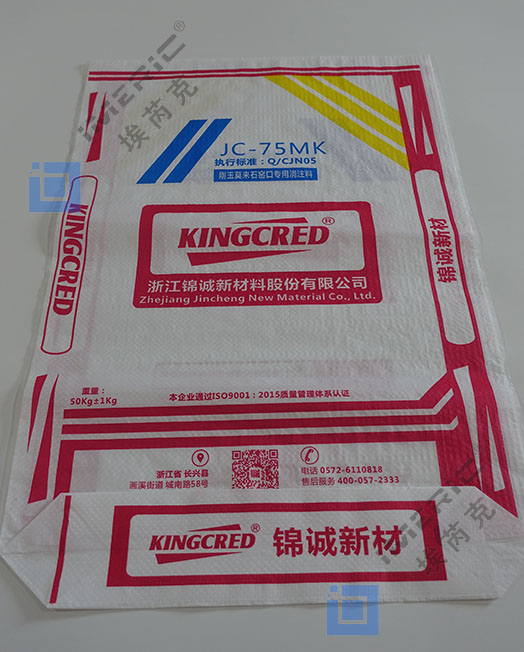 IMERIC
埃芮克
JC-75MK
执行标准：Q/CJN05
刚玉莫来石窑口专用浇注料
KINGCRED
KINGCRED®
浙江锦诚新材料股份有限公司
Zhejiang Jincheng New Material Co., Ltd.
锦诚新材
重量：
50Kg±1Kg
本企业通过ISO9001：2015质量管理体系认证
浙江省 长兴县
画溪街道 城南路58号
电话 0572-6110818
售后服务 400-057-2333
KINGCRED® 锦诚新材
IMERIC
埃芮克